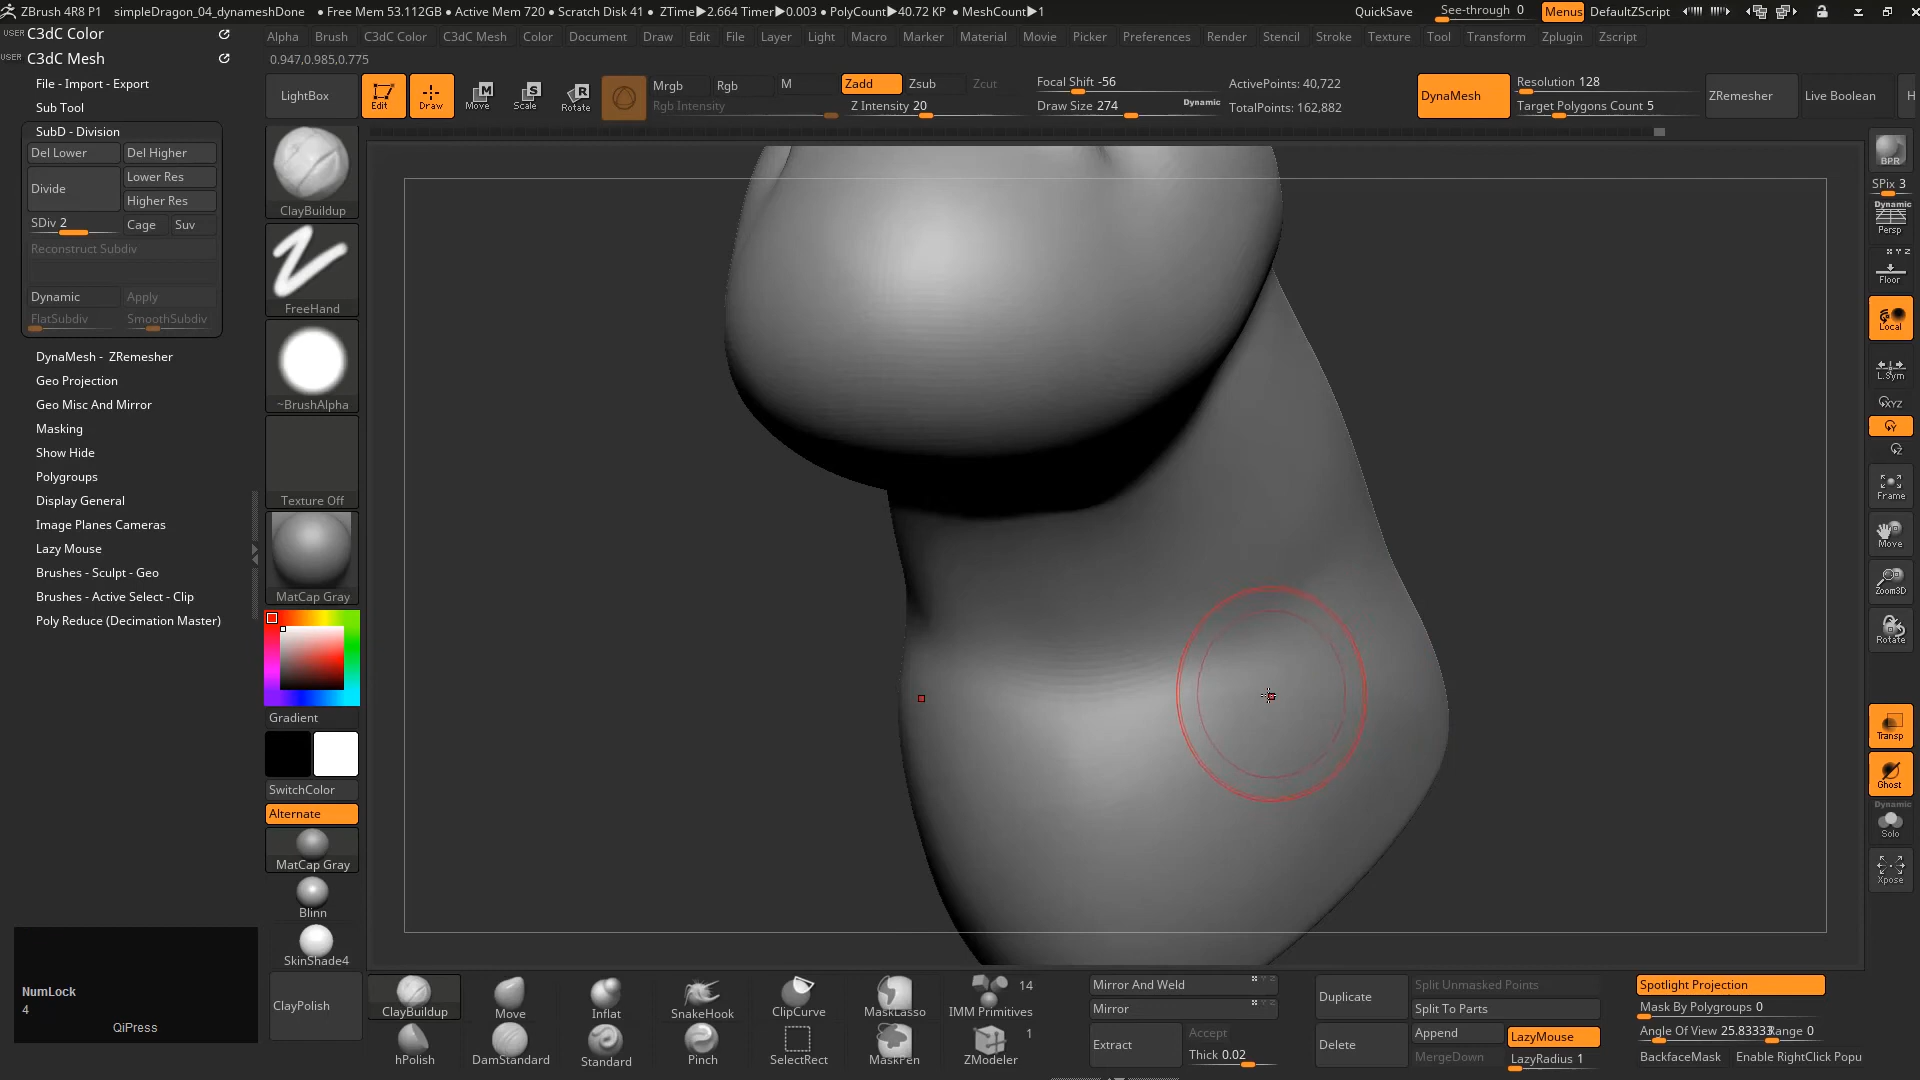 ZBrush 4R8 P1 simpleDragon_04_dynameshDone • Free Mem 53.112GB • Active Mem 720 • Scratch Disk 41 • ZTime▶2.664 Timer▶0.003 • PolyCount▶40.72 KP • MeshCount▶1 QuickSave See-through 0 Menus DefaultZScript
USER C3dC Color
Alpha Brush C3dC Color C3dC Mesh Color Document Draw Edit File Layer Light Macro Marker Material Movie Picker Preferences Render Stencil Stroke Texture Tool Transform Zplugin Zscript
USER C3dC Mesh
0.947,0.985,0.775
File - Import - Export
Sub Tool
SubD - Division
Del Lower Del Higher
Divide Lower Res
Higher Res
SDiv 2 Cage Suv
Reconstruct Subdiv
Dynamic Apply
FlatSubdiv SmoothSubdiv
DynaMesh - ZRemesher
Geo Projection
Geo Misc And Mirror
Masking
Show Hide
Polygroups
Display General
Image Planes Cameras
Lazy Mouse
Brushes - Sculpt - Geo
Brushes - Active Select - Clip
Poly Reduce (Decimation Master)
NumLock
4
QiPress
LightBox Edit Draw Move Scale Rotate
M S R
Mrgb Rgb M Zadd Zsub Zcut
Rgb Intensity Z Intensity 20
Focal Shift -56
Draw Size 274 Dynamic
ActivePoints: 40,722
TotalPoints: 162,882
DynaMesh Resolution 128
Target Polygons Count 5
ZRemesher Live Boolean H
ClayBuildup
FreeHand
~BrushAlpha
Texture Off
MatCap Gray
Gradient
SwitchColor
Alternate
MatCap Gray
Blinn
SkinShade4
ClayPolish
BPR
SPix 3
Dynamic
Persp
X Y Z
Floor
Local
L.Sym
XYZ
Y
Z
Frame
Move
Zoom3D
Rotate
Transp
Ghost
Dynamic
Solo
Xpose
ClayBuildup Move Inflat SnakeHook ClipCurve MaskLasso IMM Primitives 14
hPolish DamStandard Standard Pinch SelectRect MaskPen ZModeler 1
Mirror And Weld
Mirror
Extract Accept
Thick 0.02
Duplicate Split Unmasked Points
Split To Parts
Delete Append LazyMouse
MergeDown LazyRadius 1
Spotlight Projection
Mask By Polygroups 0
Angle Of View 25.83333 Range 0
BackfaceMask Enable RightClick Popu